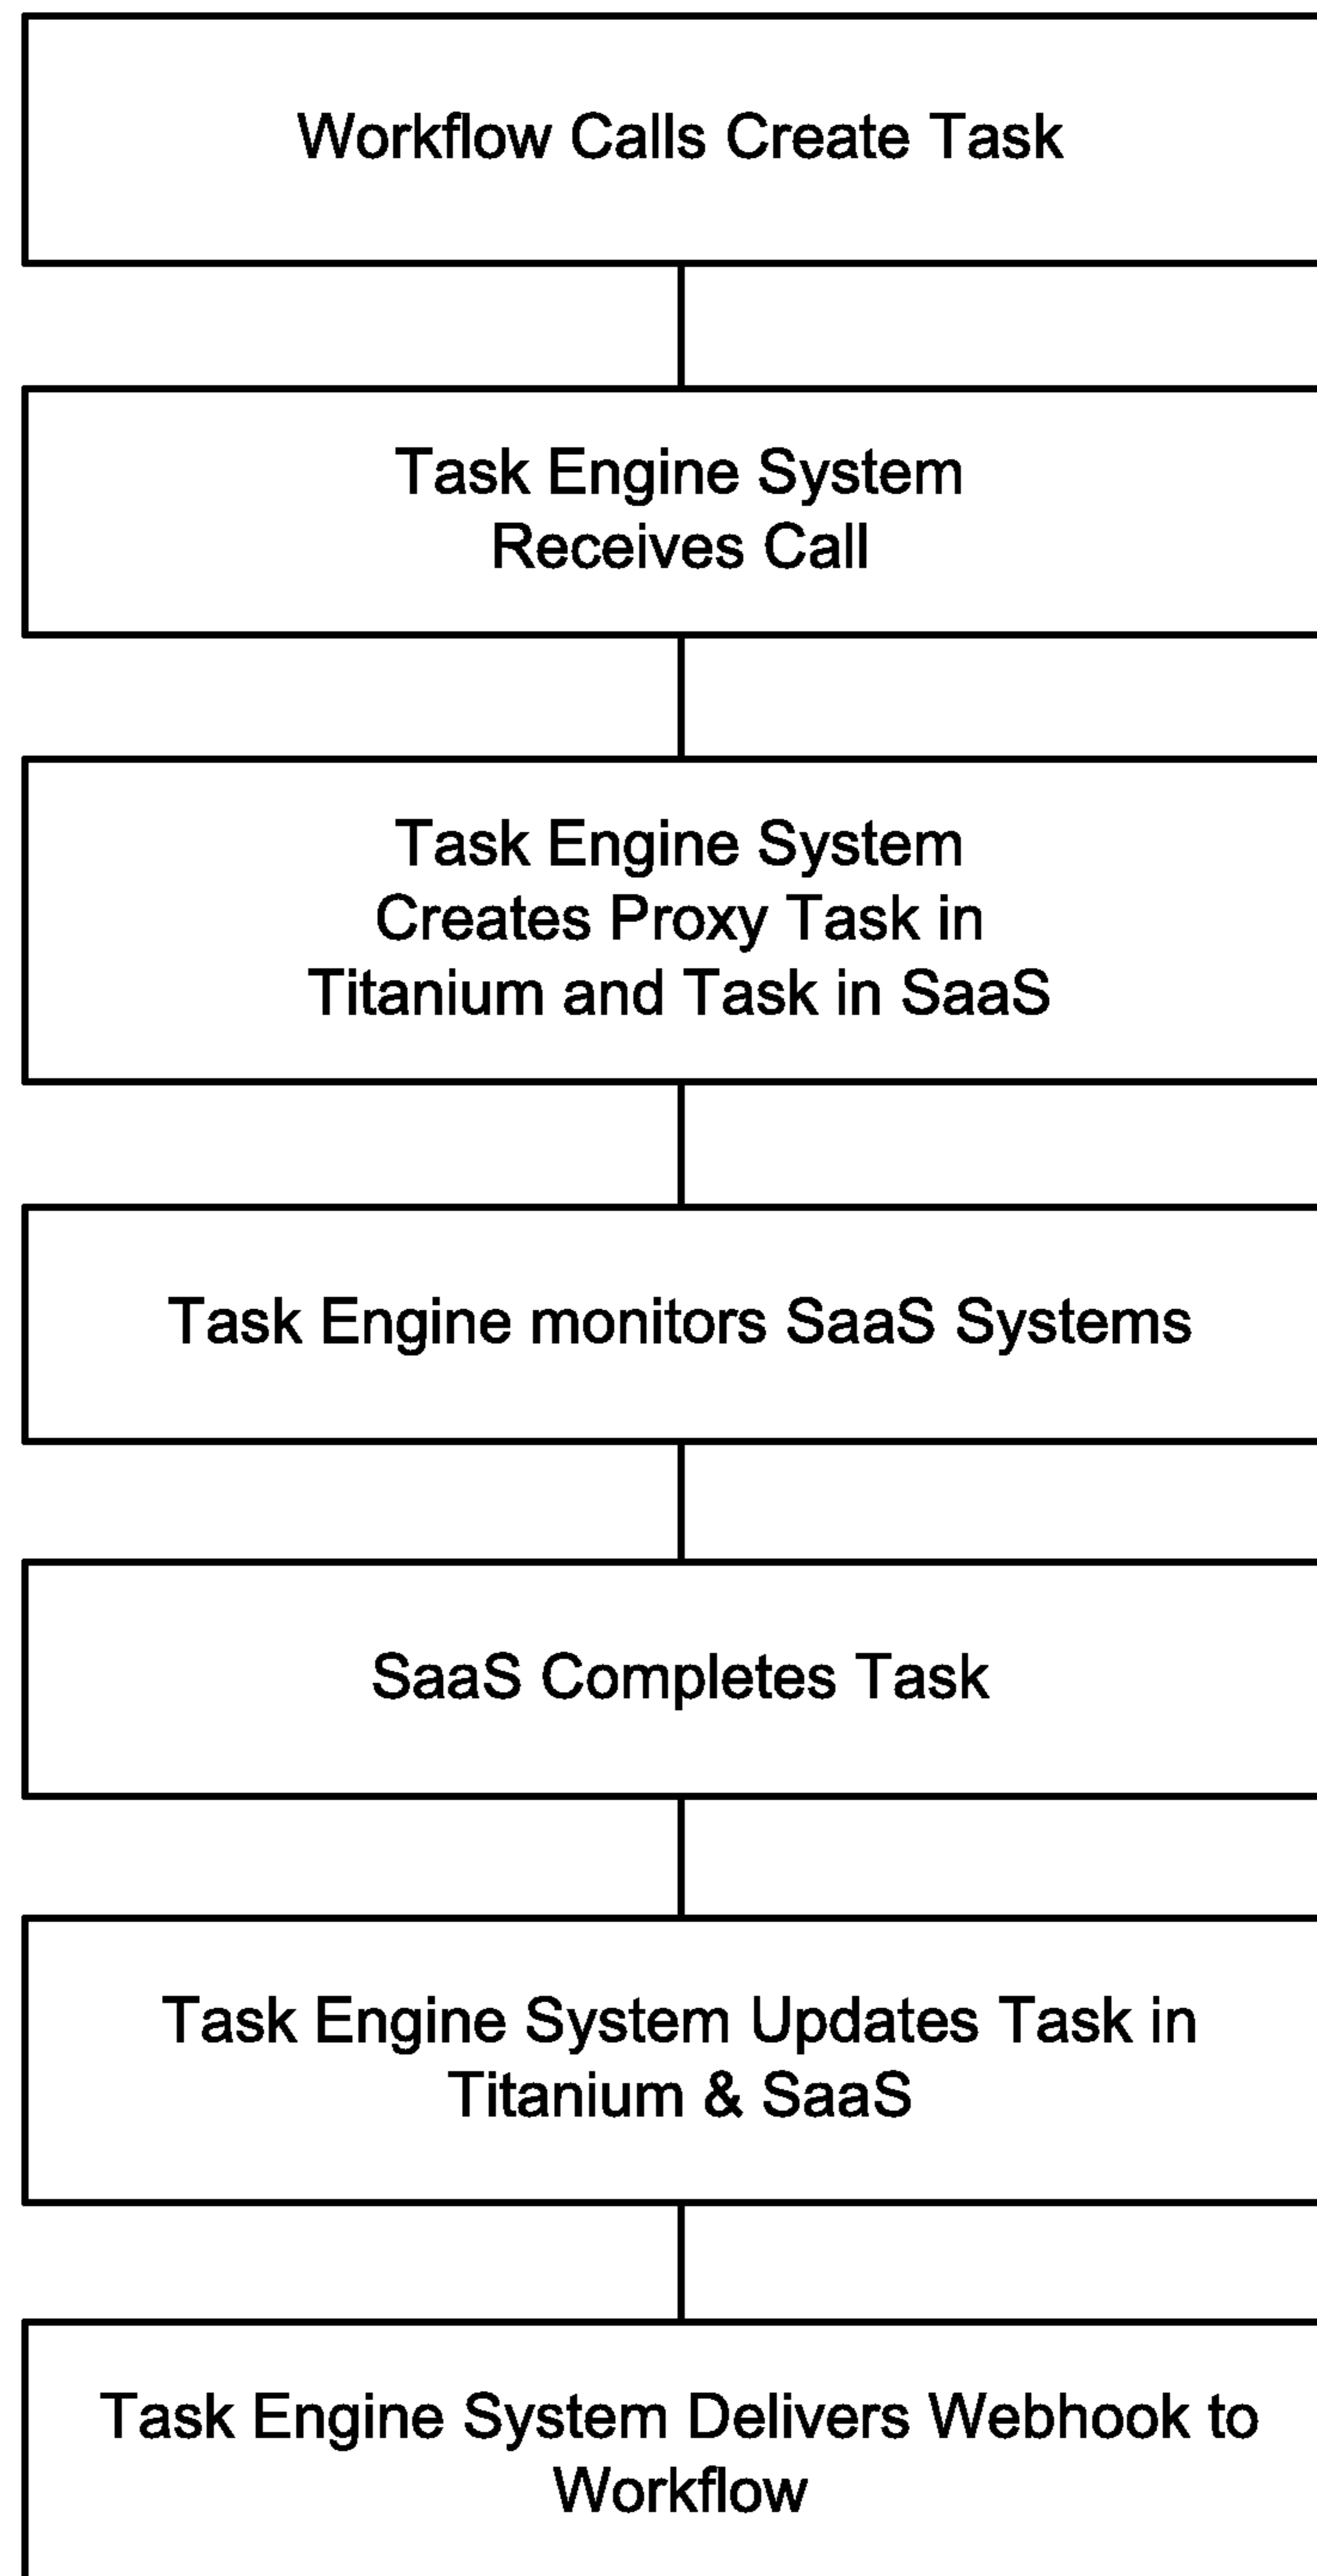 Workflow Calls Create Task
Task Engine System
Receives Call
Task Engine System
Creates Proxy Task in
Titanium and Task in SaaS
Task Engine monitors SaaS Systems
SaaS Completes Task
Task Engine System Updates Task in
Titanium & SaaS
Task Engine System Delivers Webhook to
Workflow